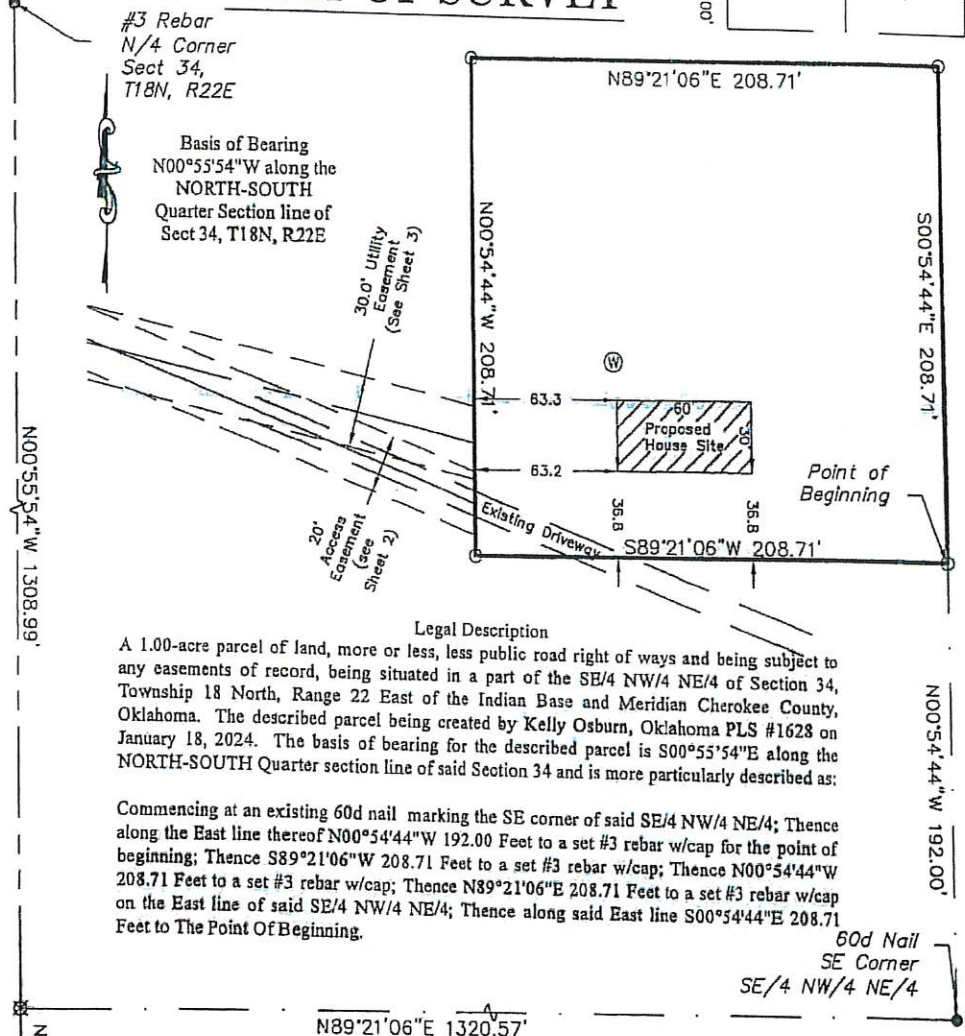 #3 Rebar
N/4 Corner
Sect 34,
T18N, R22E
Basis of Bearing
N00°55'54"W along the
NORTH-SOUTH
Quarter Section line of
Sect 34, T18N, R22E
30.0' Utility
Easement
(See Sheet 3)
20'
Access
Easement
(see
Sheet 2)
N89°21'06"E 208.71'
N00°54'44"W 208.71'
S00°54'44"E 208.71'
W
63.3
60
Proposed
House Site
30
63.2
36.8
36.8
Existing Driveway
S89°21'06"W 208.71'
Point of
Beginning
N00°55'54"W 1308.99'
Legal Description
A 1.00-acre parcel of land, more or less, less public road right of ways and being subject to
any easements of record, being situated in a part of the SE/4 NW/4 NE/4 of Section 34,
Township 18 North, Range 22 East of the Indian Base and Meridian Cherokee County,
Oklahoma. The described parcel being created by Kelly Osburn, Oklahoma PLS #1628 on
January 18, 2024. The basis of bearing for the described parcel is S00°55'54"E along the
NORTH-SOUTH Quarter section line of said Section 34 and is more particularly described as:
Commencing at an existing 60d nail marking the SE corner of said SE/4 NW/4 NE/4; Thence
along the East line thereof N00°54'44"W 192.00 Feet to a set #3 rebar w/cap for the point of
beginning; Thence S89°21'06"W 208.71 Feet to a set #3 rebar w/cap; Thence N00°54'44"W
208.71 Feet to a set #3 rebar w/cap; Thence N89°21'06"E 208.71 Feet to a set #3 rebar w/cap
on the East line of said SE/4 NW/4 NE/4; Thence along said East line S00°54'44"E 208.71
Feet to The Point Of Beginning.
N00°54'44"W 192.00'
60d Nail
SE Corner
SE/4 NW/4 NE/4
N89°21'06"E 1320.57'
N